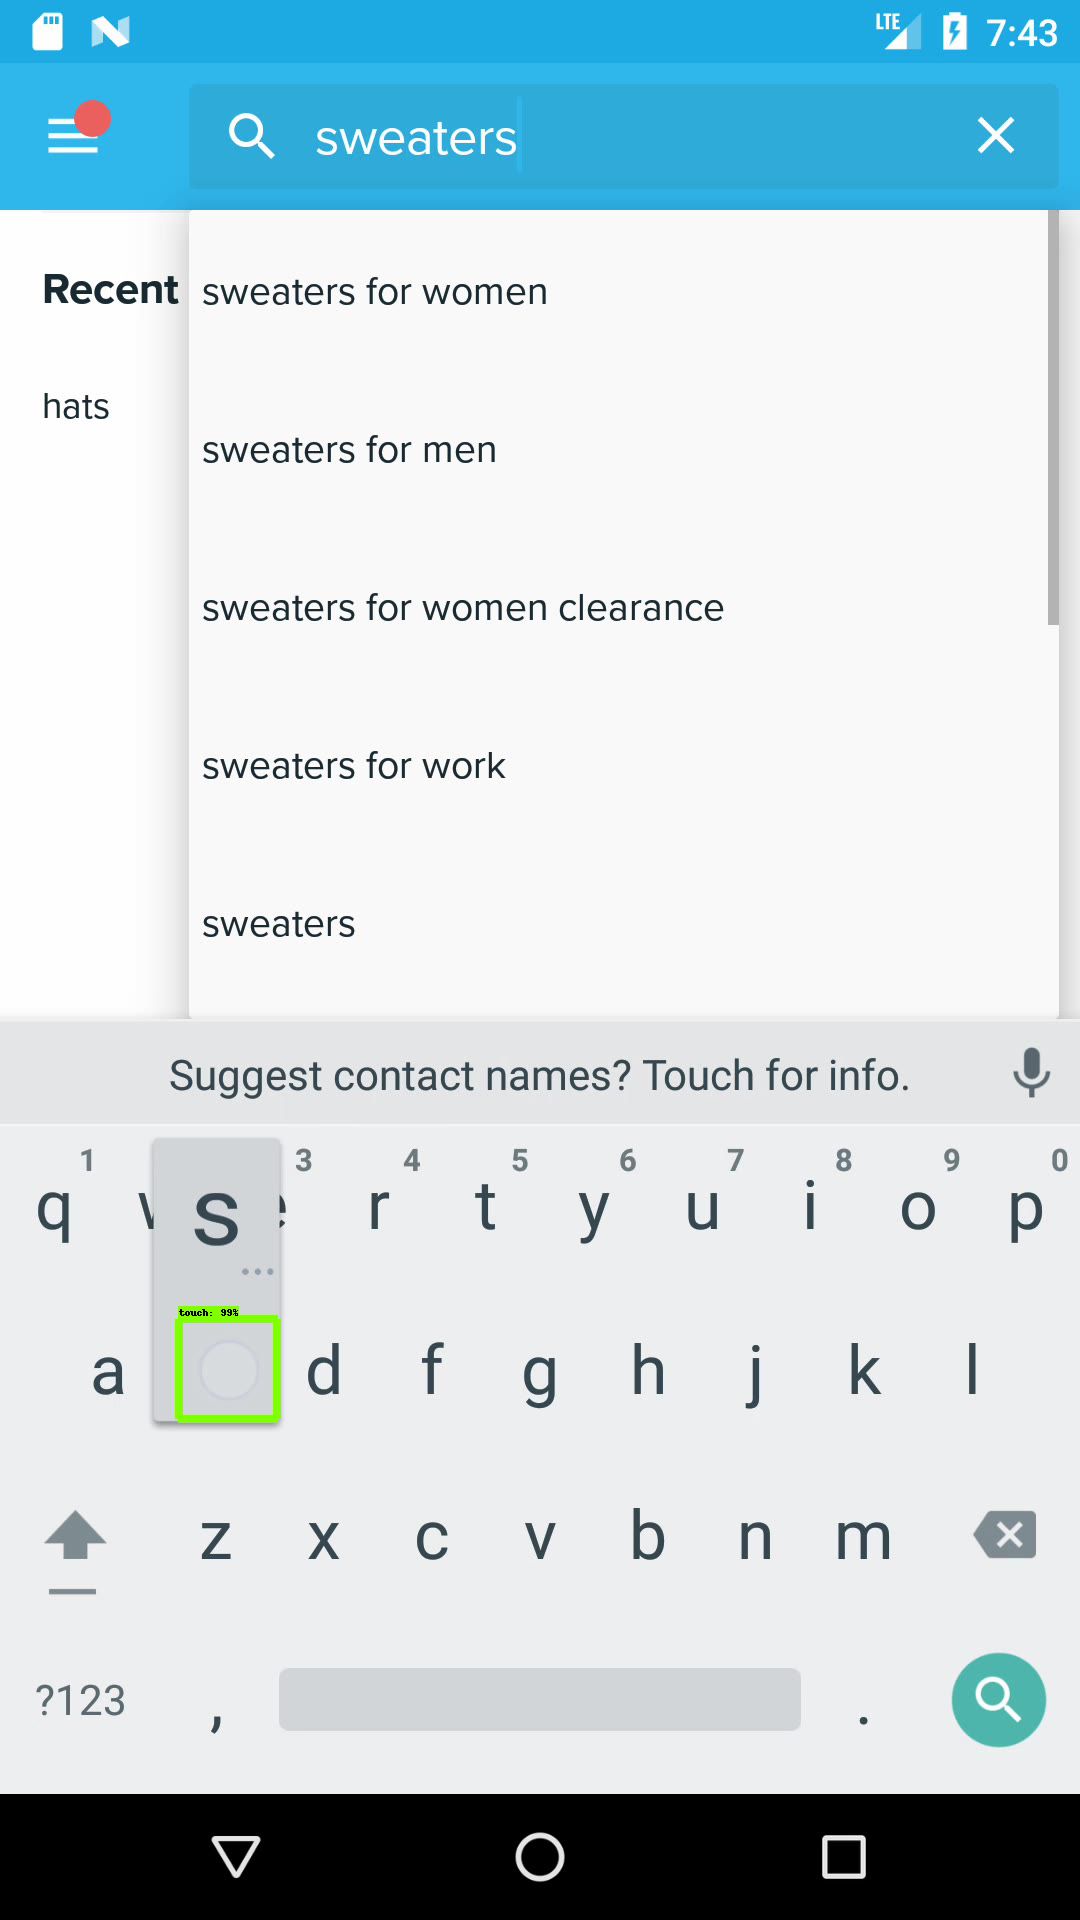 LTE 7:43
sweaters
Recent
hats
sweaters for women
sweaters for men
sweaters for women clearance
sweaters for work
sweaters
Suggest contact names? Touch for info.
1 3 4 5 6 7 8 9 0
q w s e r t y u i o p
touch: 99%
a d f g h j k l
z x c v b n m
?123 , .